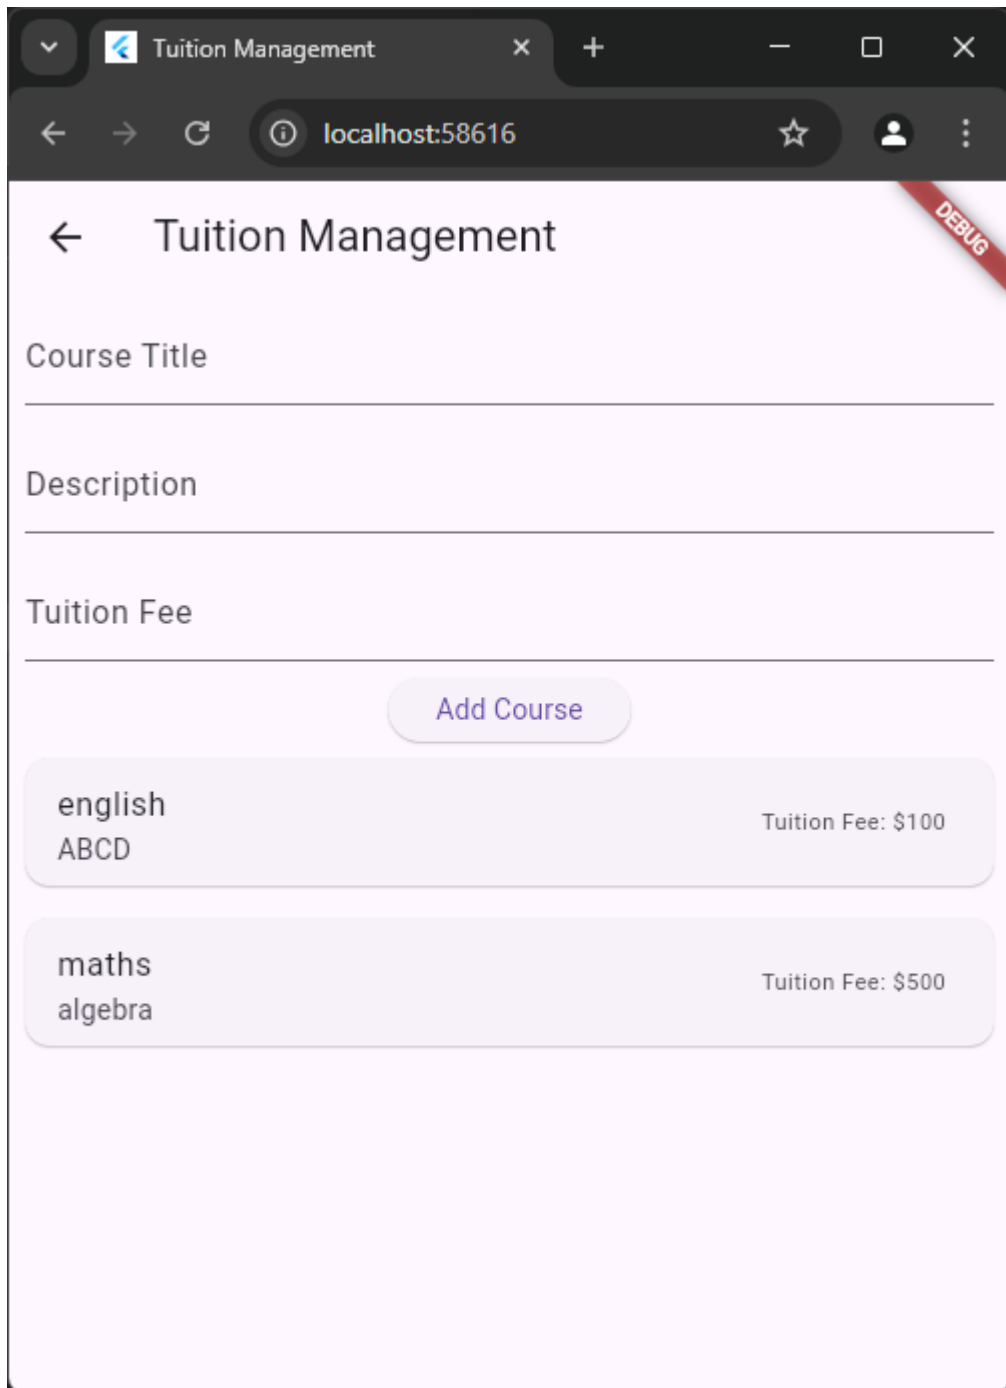 Tuition Management
localhost:58616
Tuition Management
DEBUG
Course Title
Description
Tuition Fee
Add Course
english
ABCD
Tuition Fee: $100
maths
algebra
Tuition Fee: $500